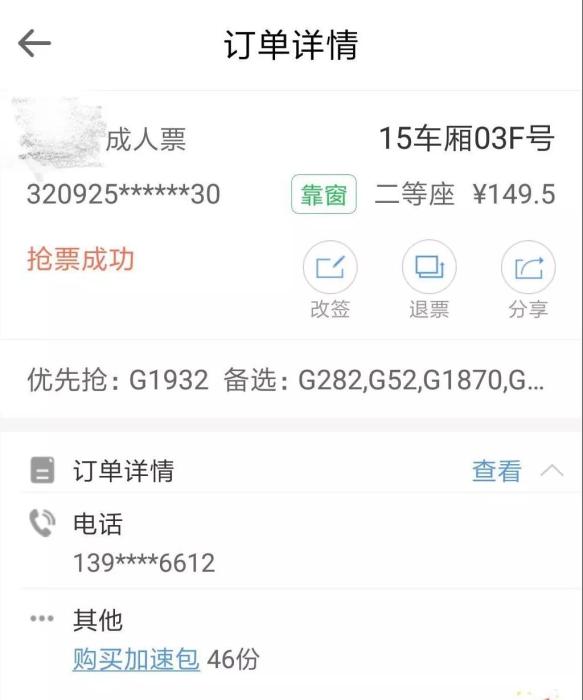 订单详情
成人票 15车厢03F号
320925******30 靠窗 二等座 ¥149.5
抢票成功
改签 退票 分享
优先抢: G1932 备选: G282,G52,G1870,G...
订单详情 查看
电话
139****6612
其他
购买加速包 46份